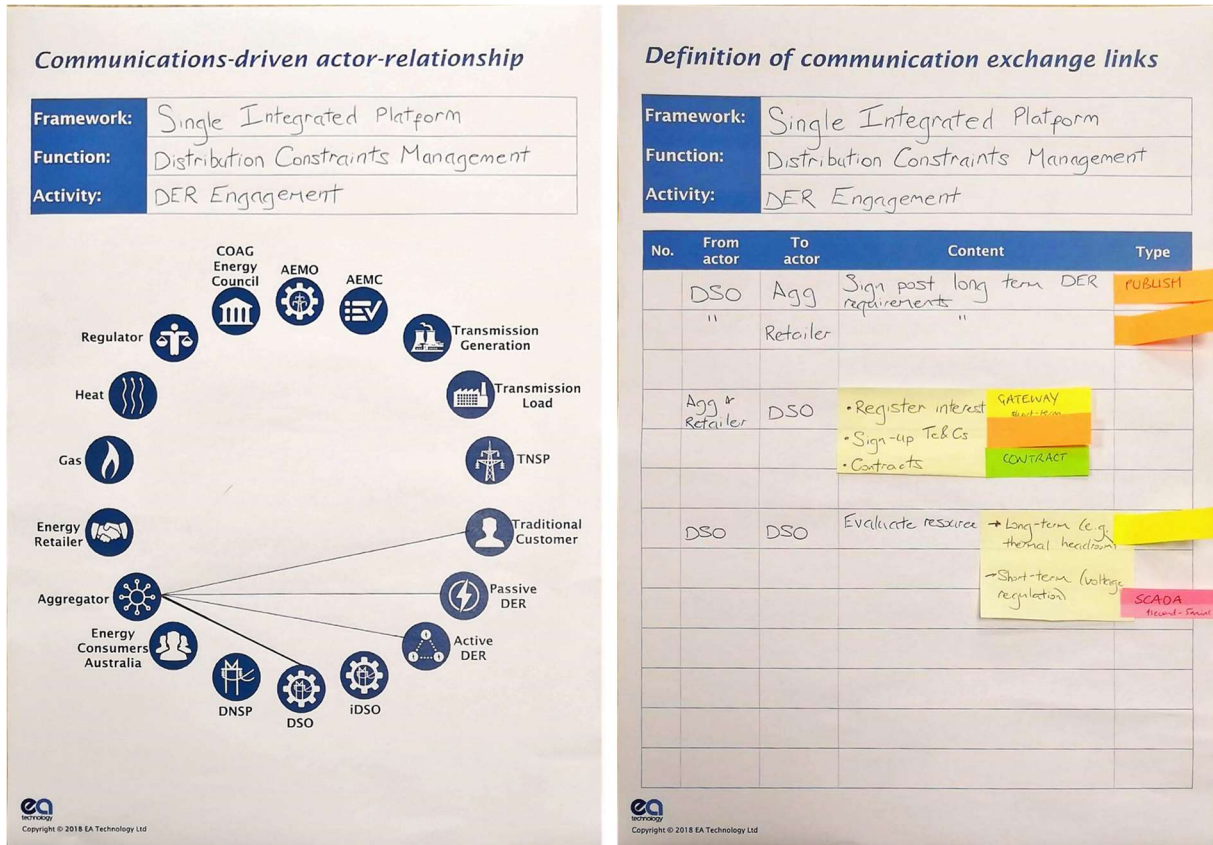 Communications-driven actor-relationship
Framework: Single Integrated Platform
Function: Distribution Constraints Management
Activity: DER Engagement
COAG
Energy
Council
AEMO
AEMC
Regulator
Transmission
Generation
Heat
Transmission
Load
Gas
TNSP
Energy
Retailer
Traditional
Customer
Aggregator
Passive
DER
Energy
Consumers
Australia
Active
DER
DNSP
DSO
iDSO
ea
technology
Copyright © 2018 EA Technology Ltd
Definition of communication exchange links
Framework: Single Integrated Platform
Function: Distribution Constraints Management
Activity: DER Engagement
No. From actor To actor Content Type
DSO Agg Sign post long term DER PUBLISH
requirements
" Retailer "
Agg & Retailer DSO
• Register interest
• Sign-up Ts&Cs
• Contracts
GATEWAY
short-term
CONTRACT
DSO DSO Evaluate resource
→ Long-term (e.g.
thermal headroom)
→ Short-term (voltage
regulation)
SCADA
ea
technology
Copyright © 2018 EA Technology Ltd